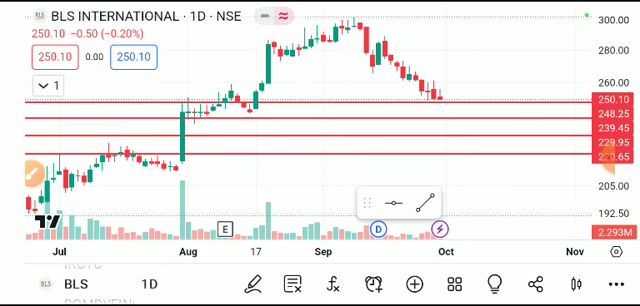 BLS INTERNATIONAL · 1D · NSE
250.10 −0.50 (−0.20%)
250.10 0.00 250.10
1
300.00
280.00
260.00
250.10
248.25
239.45
229.95
220.65
205.00
192.50
2.293M
E D
Jul Aug 17 Sep Oct Nov
BLS BLS 1D